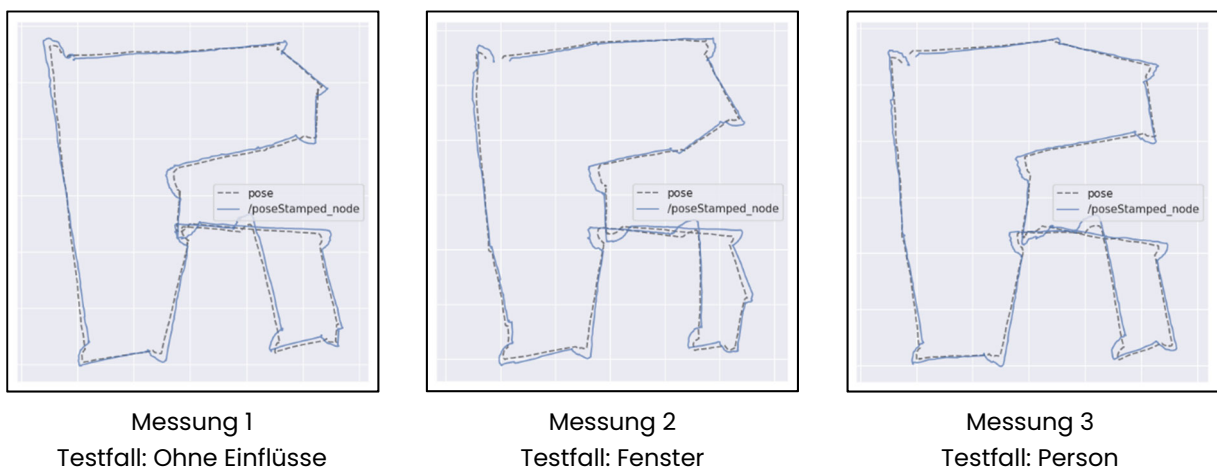 pose
/poseStamped_node
pose
/poseStamped_node
pose
/poseStamped_node
Messung 1
Testfall: Ohne Einflüsse
Messung 2
Testfall: Fenster
Messung 3
Testfall: Person